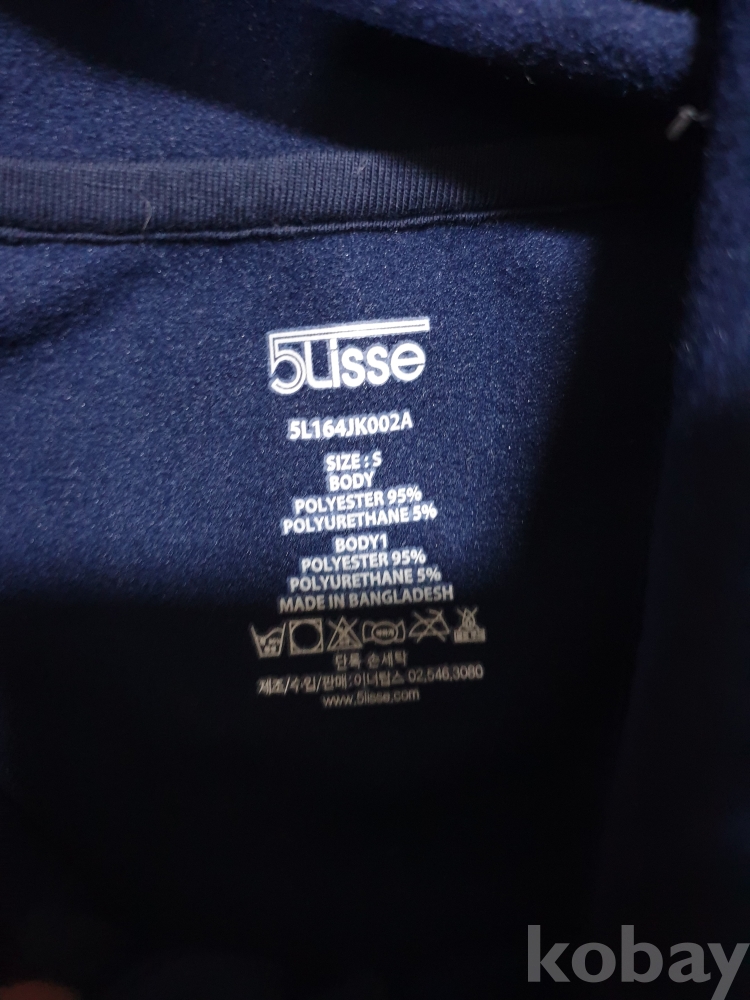 5Lisse
5L164JK002A
SIZE : S
BODY
POLYESTER 95%
POLYURETHANE 5%
BODY1
POLYESTER 95%
POLYURETHANE 5%
MADE IN BANGLADESH
단독 손세탁
제조/수입/판매:이너탑스 02.546.3080
www.5lisse.com
kobay